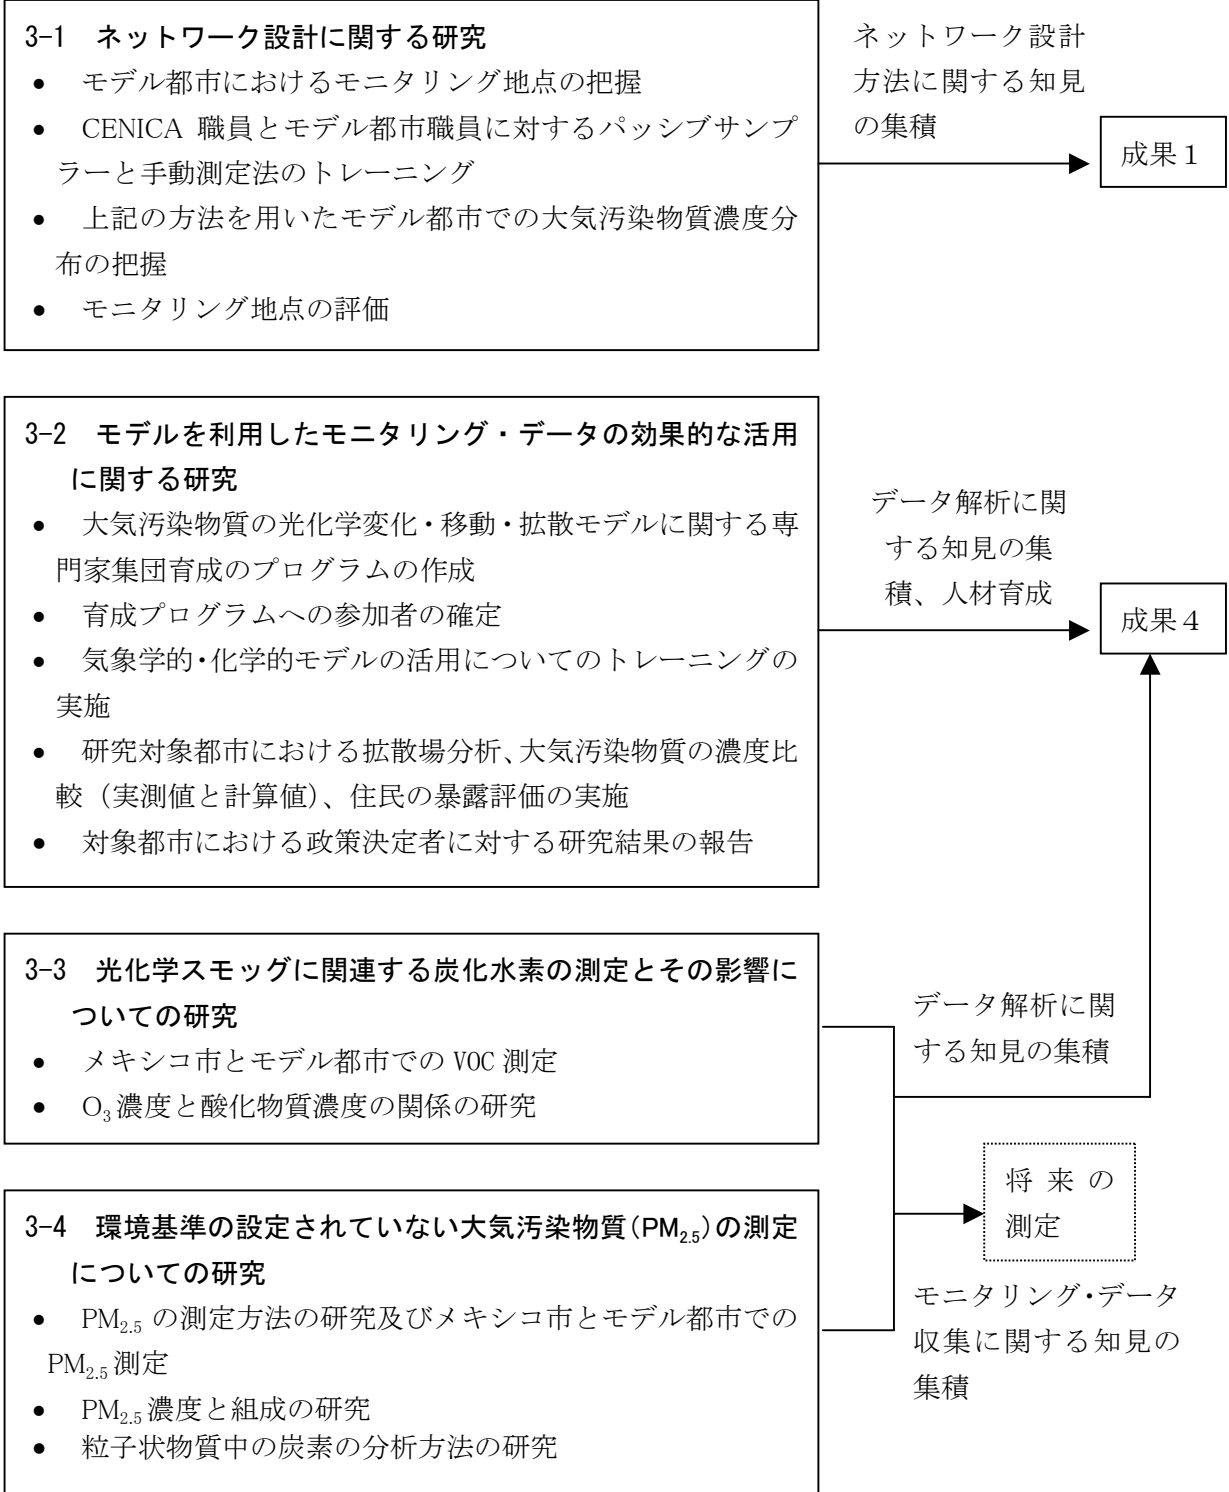 3-1 ネットワーク設計に関する研究
● モデル都市におけるモニタリング地点の把握
● CENICA 職員とモデル都市職員に対するパッシブサンプ
ラーと手動測定法のトレーニング
● 上記の方法を用いたモデル都市での大気汚染物質濃度分
布の把握
● モニタリング地点の評価
ネットワーク設計
方法に関する知見
の集積
成果１
3-2 モデルを利用したモニタリング・データの効果的な活用
に関する研究
● 大気汚染物質の光化学変化・移動・拡散モデルに関する専
門家集団育成のプログラムの作成
● 育成プログラムへの参加者の確定
● 気象学的・化学的モデルの活用についてのトレーニングの
実施
● 研究対象都市における拡散場分析、大気汚染物質の濃度比
較（実測値と計算値）、住民の暴露評価の実施
● 対象都市における政策決定者に対する研究結果の報告
データ解析に関
する知見の集
積、人材育成
成果４
3-3 光化学スモッグに関連する炭化水素の測定とその影響に
ついての研究
● メキシコ市とモデル都市での VOC 測定
● O₃濃度と酸化物質濃度の関係の研究
データ解析に関
する知見の集積
将来の
測定
3-4 環境基準の設定されていない大気汚染物質（PM₂.₅）の測定
についての研究
● PM₂.₅ の測定方法の研究及びメキシコ市とモデル都市での
PM₂.₅測定
● PM₂.₅濃度と組成の研究
● 粒子状物質中の炭素の分析方法の研究
モニタリング・データ
収集に関する知見の
集積